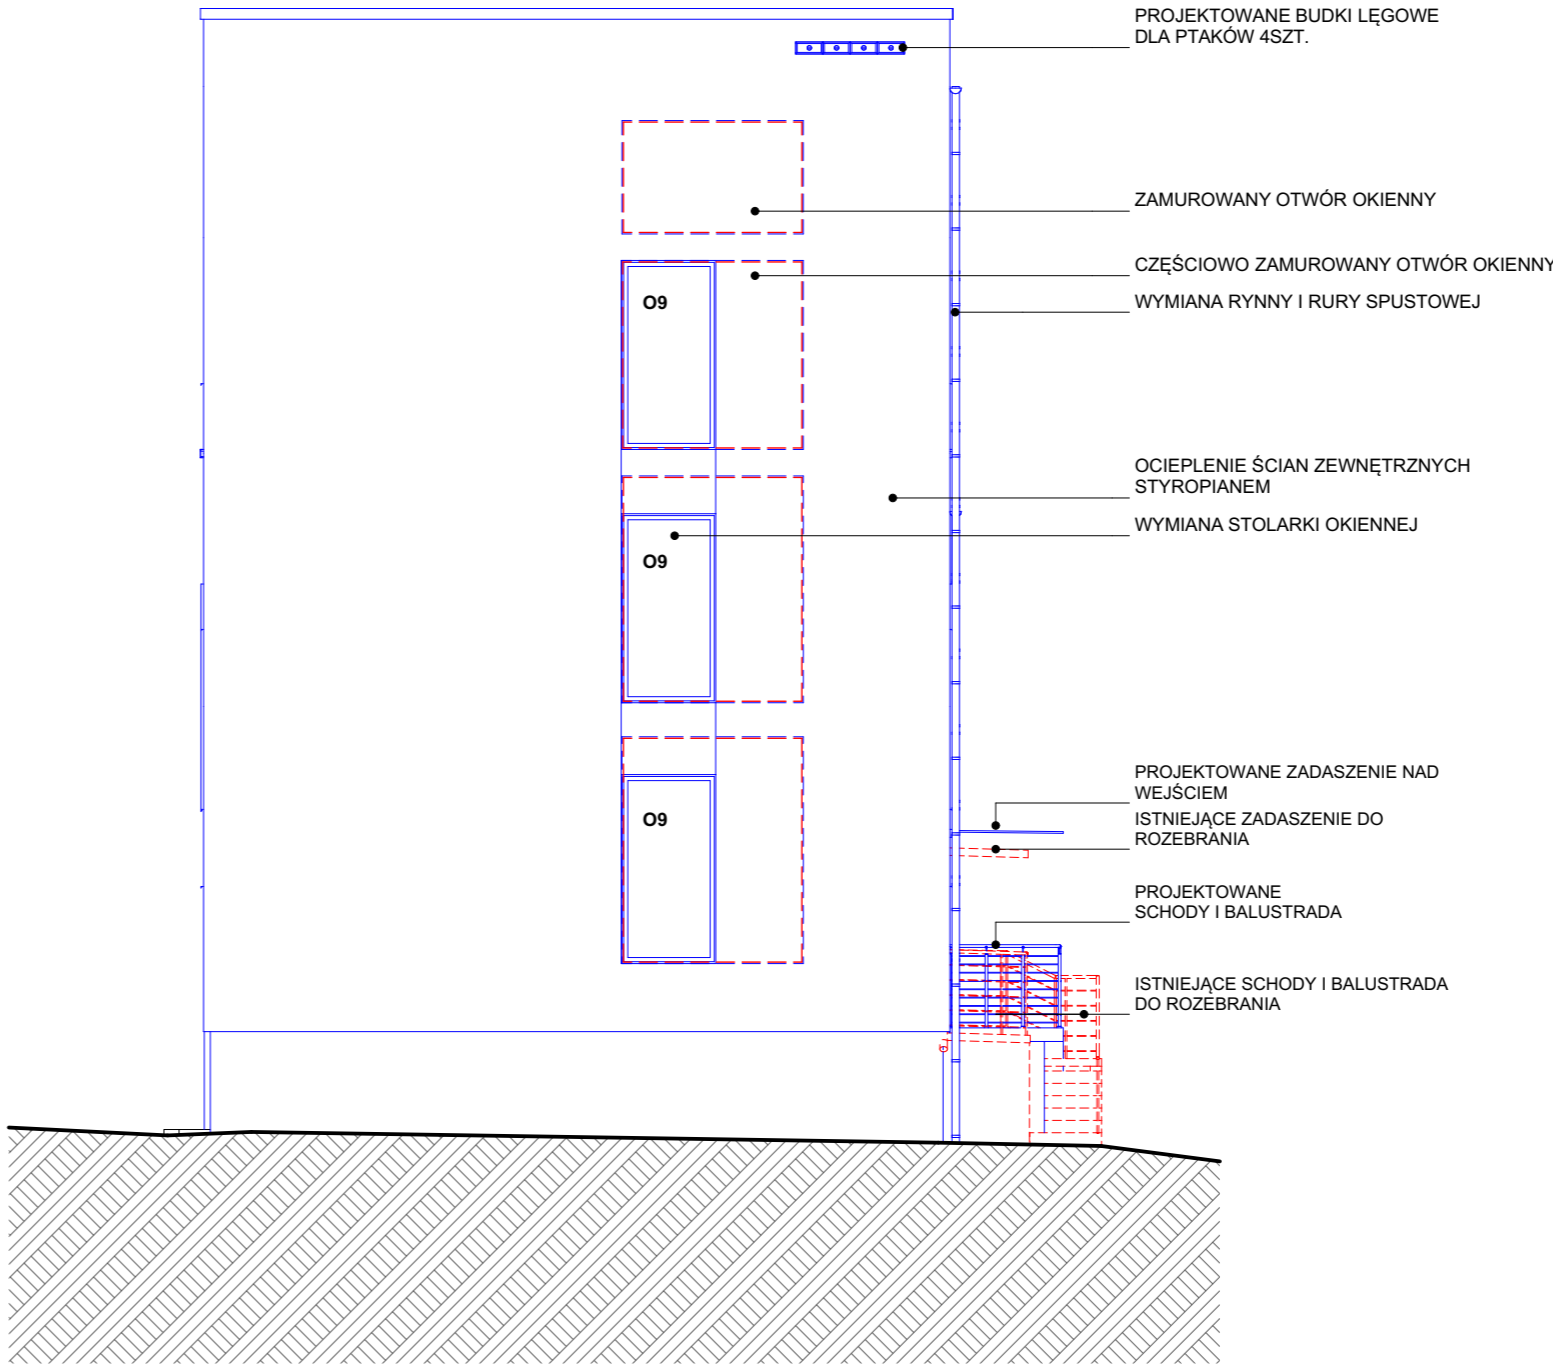 PROJEKTOWANE BUDKI LĘGOWE
DLA PTAKÓW 4SZT.
ZAMUROWANY OTWÓR OKIENNY
CZĘŚCIOWO ZAMUROWANY OTWÓR OKIENNY
O9
WYMIANA RYNNY I RURY SPUSTOWEJ
OCIEPLENIE ŚCIAN ZEWNĘTRZNYCH
STYROPIANEM
WYMIANA STOLARKI OKIENNEJ
O9
PROJEKTOWANE ZADASZENIE NAD
WEJŚCIEM
ISTNIEJĄCE ZADASZENIE DO
ROZEBRANIA
O9
PROJEKTOWANE
SCHODY I BALUSTRADA
ISTNIEJĄCE SCHODY I BALUSTRADA
DO ROZEBRANIA